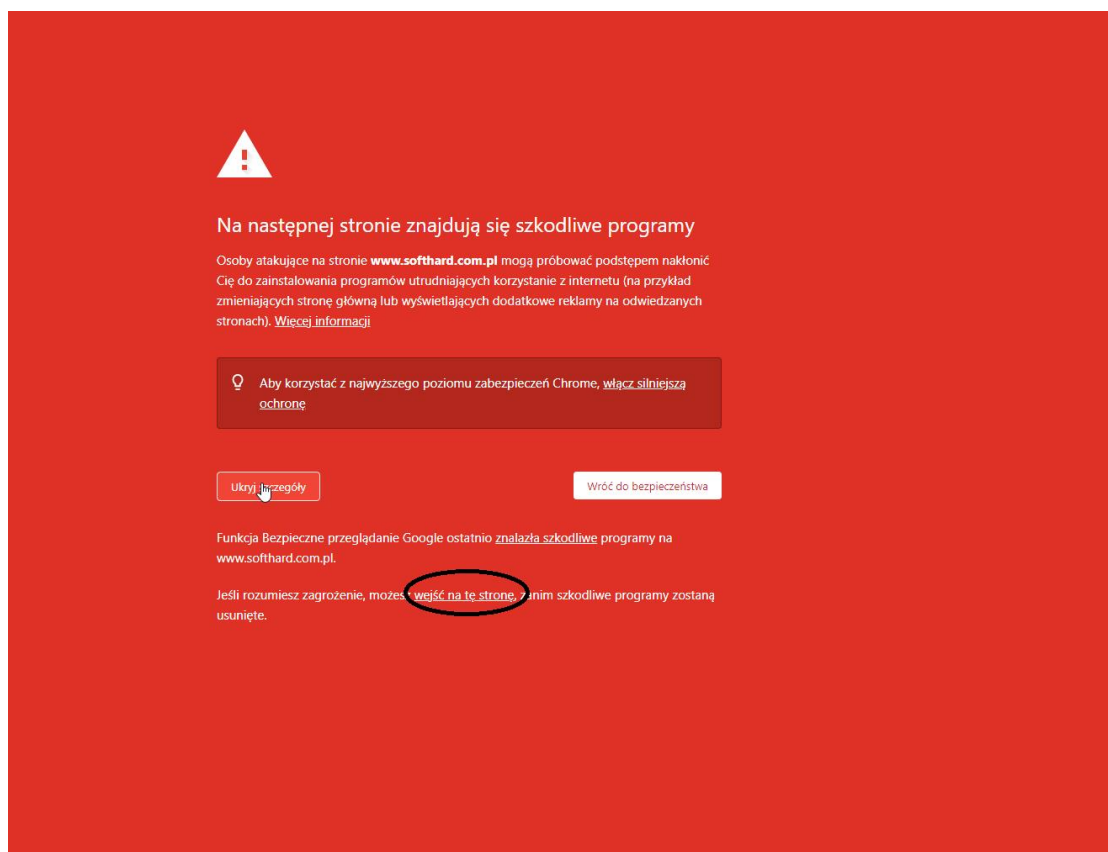 Na następnej stronie znajdują się szkodliwe programy
Osoby atakujące na stronie www.softhard.com.pl mogą próbować podstępem nakłonić
Cię do zainstalowania programów utrudniających korzystanie z internetu (na przykład
zmieniających stronę główną lub wyświetlających dodatkowe reklamy na odwiedzanych
stronach). Więcej informacji
Aby korzystać z najwyższego poziomu zabezpieczeń Chrome, włącz silniejszą
ochronę
Ukryj szczegóły
Wróć do bezpieczeństwa
Funkcja Bezpieczne przeglądanie Google ostatnio znalazła szkodliwe programy na
www.softhard.com.pl.
Jeśli rozumiesz zagrożenie, możesz wejść na tę stronę, zanim szkodliwe programy zostaną
usunięte.